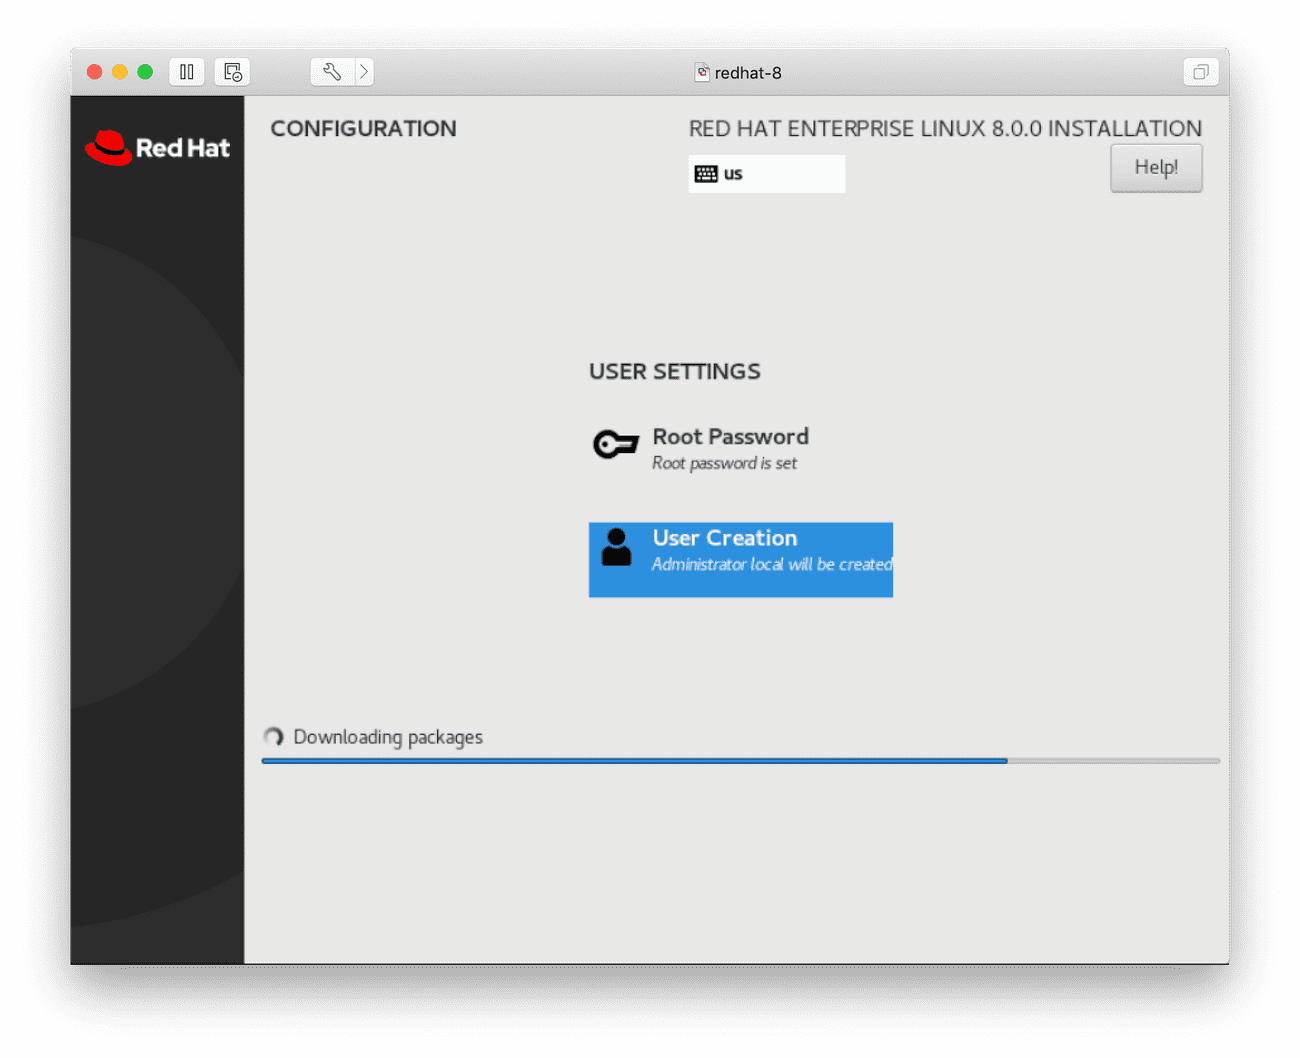 redhat-8
Red Hat
CONFIGURATION
RED HAT ENTERPRISE LINUX 8.0.0 INSTALLATION
us
Help!
USER SETTINGS
Root Password
Root password is set
User Creation
Administrator local will be created
Downloading packages